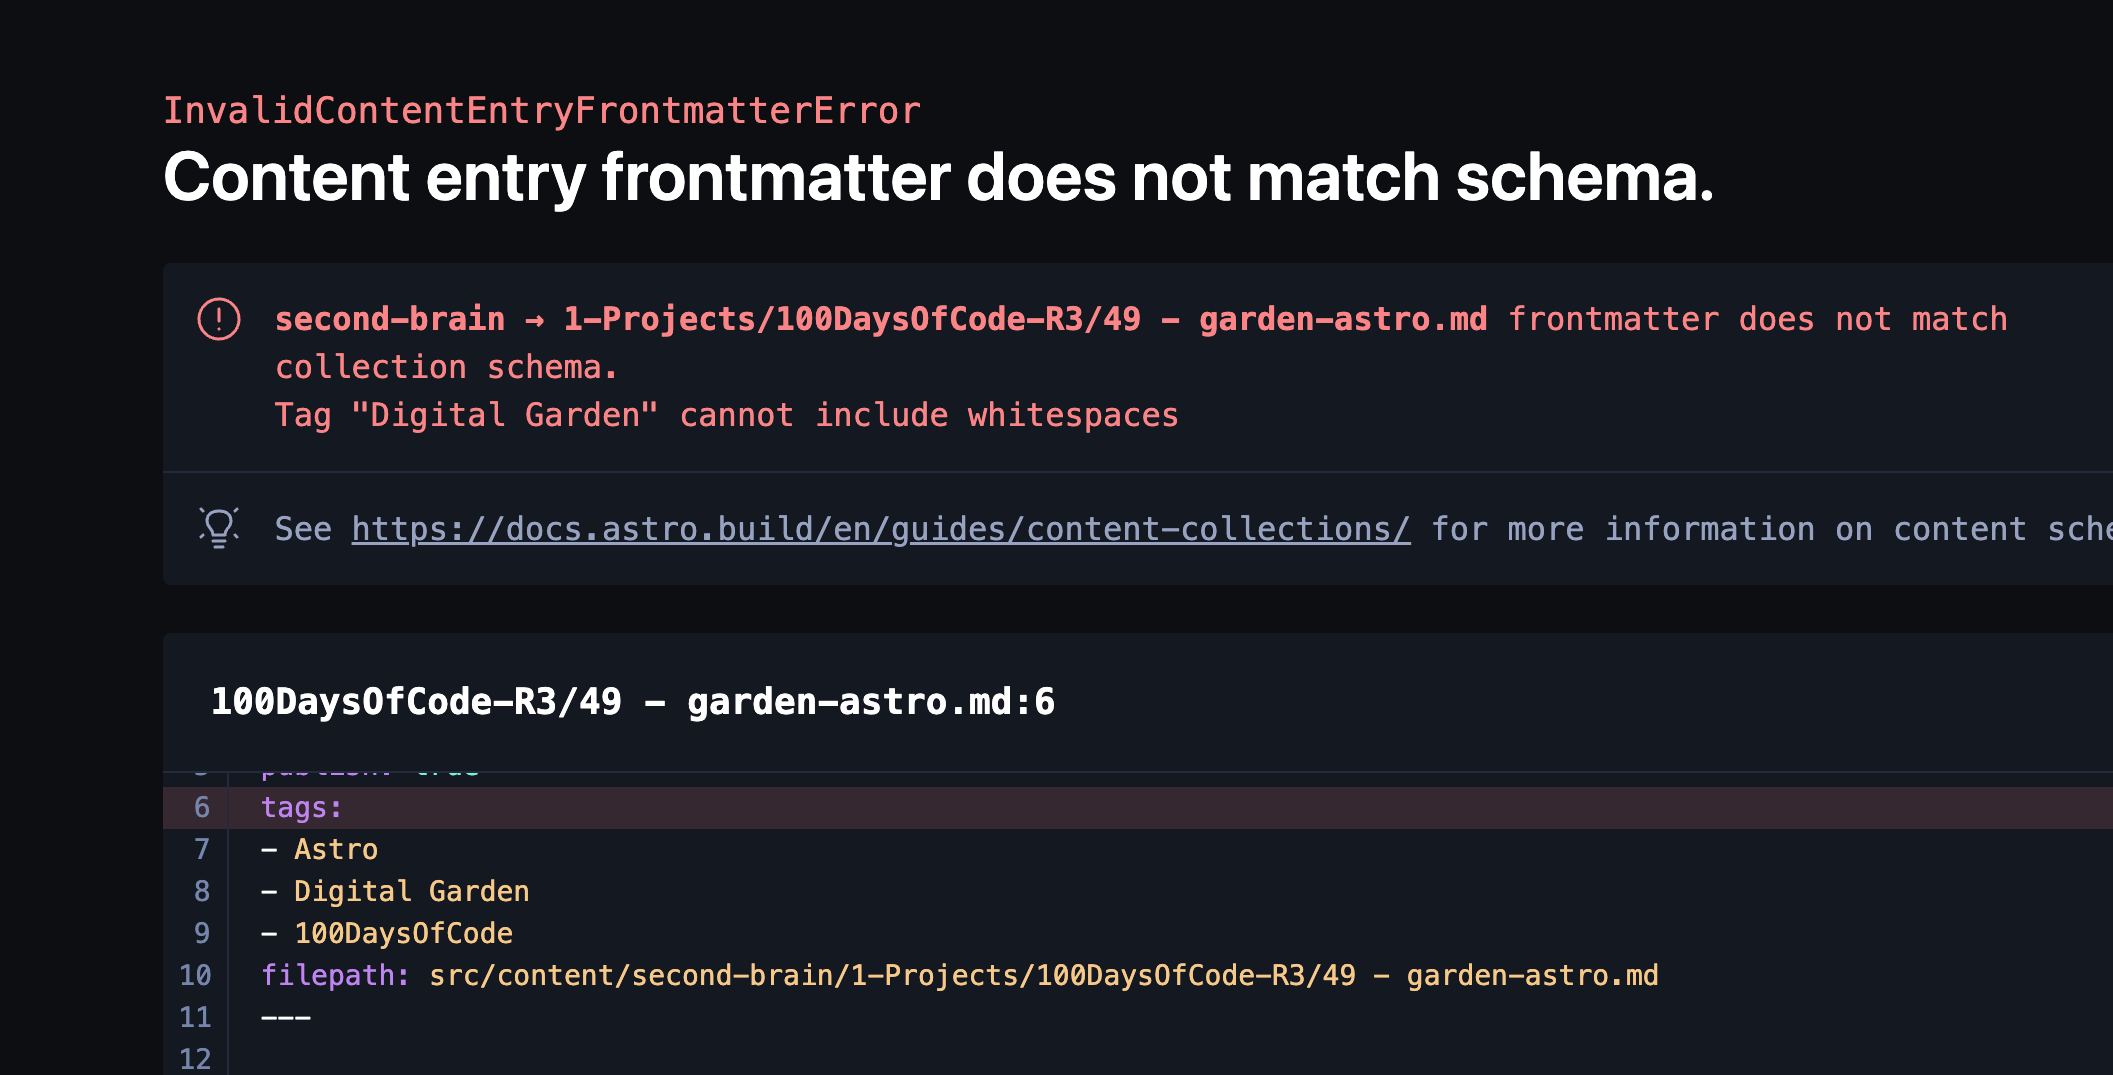 InvalidContentEntryFrontmatterError
Content entry frontmatter does not match schema.
second-brain → 1-Projects/100DaysOfCode-R3/49 - garden-astro.md frontmatter does not match
collection schema.
Tag "Digital Garden" cannot include whitespaces
See https://docs.astro.build/en/guides/content-collections/ for more information on content sche
100DaysOfCode-R3/49 - garden-astro.md:6
5 publish: true
6 tags:
7 - Astro
8 - Digital Garden
9 - 100DaysOfCode
10 filepath: src/content/second-brain/1-Projects/100DaysOfCode-R3/49 - garden-astro.md
11 ---
12